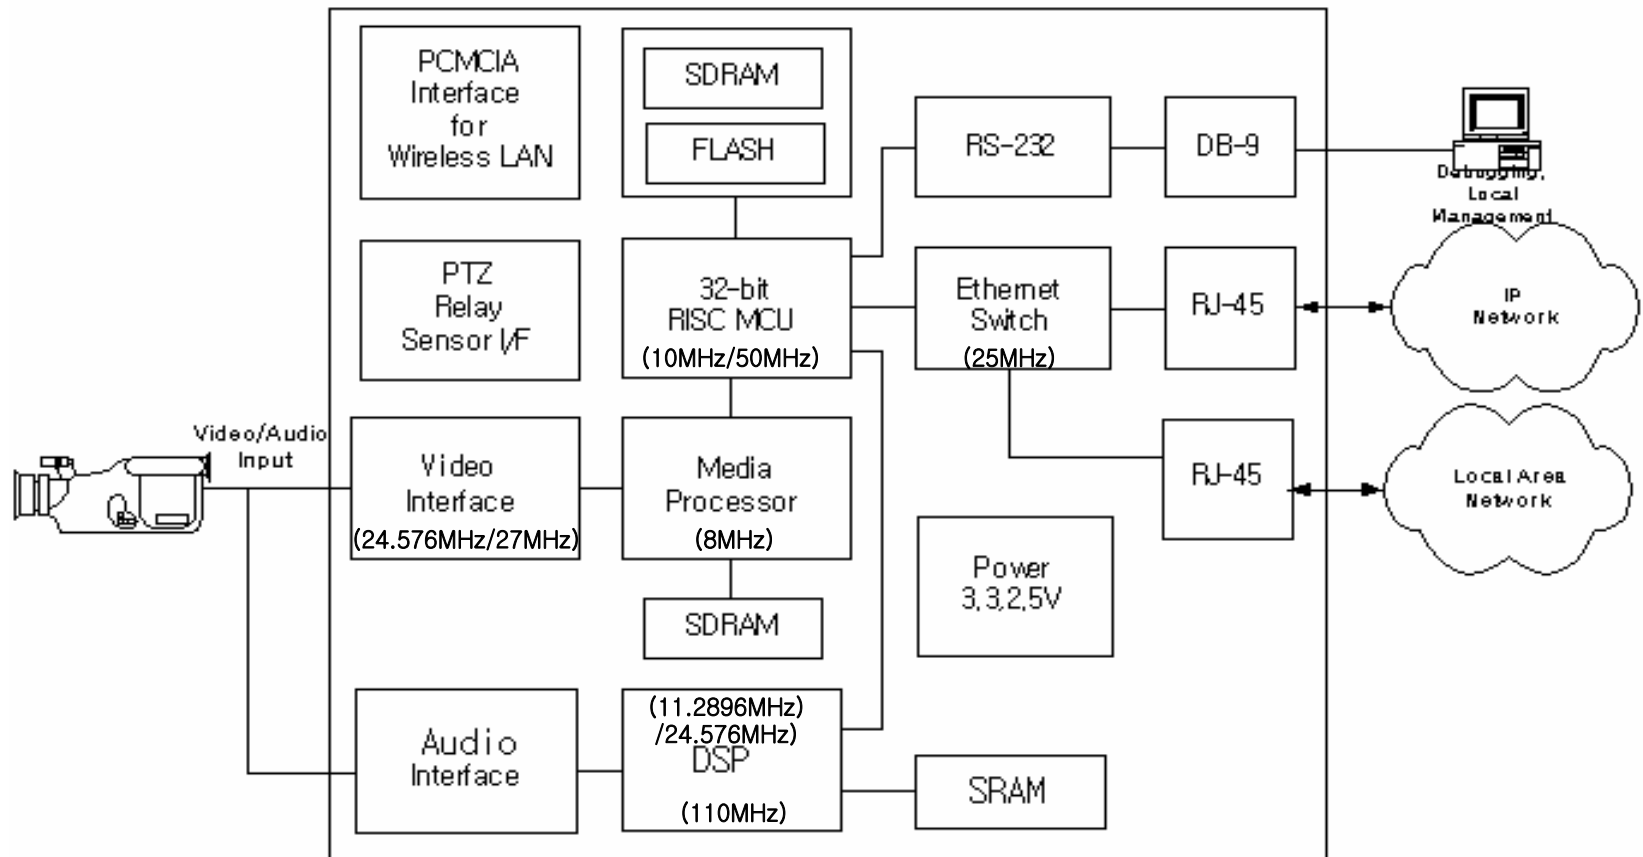 PCMCIA
Interface
for
Wireless LAN
SDRAM
FLASH
RS-232
DB-9
Debugging,
Local
Management
PTZ
Relay
Sensor I/F
32-bit
RISC MCU
(10MHz/50MHz)
Ethernet
Switch
(25MHz)
RJ-45
IP
Network
Video/Audio
Input
Video
Interface
(24.576MHz/27MHz)
Media
Processor
(8MHz)
RJ-45
Local Area
Network
Power
3,3,2,5V
SDRAM
Audio
Interface
(11.2896MHz)
/24.576MHz)
DSP
(110MHz)
SRAM